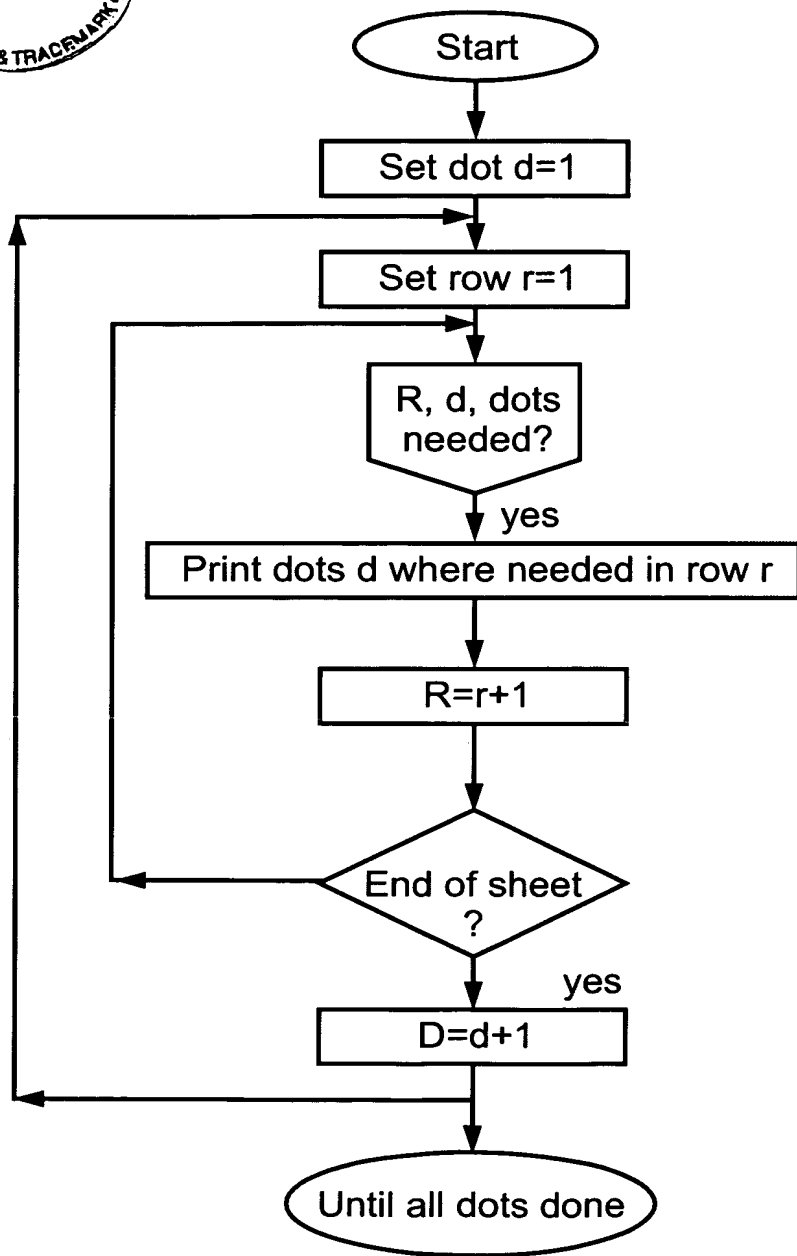 & TRADEMARK
Start
Set dot d=1
Set row r=1
R, d, dots
needed?
yes
Print dots d where needed in row r
R=r+1
End of sheet
?
yes
D=d+1
Until all dots done